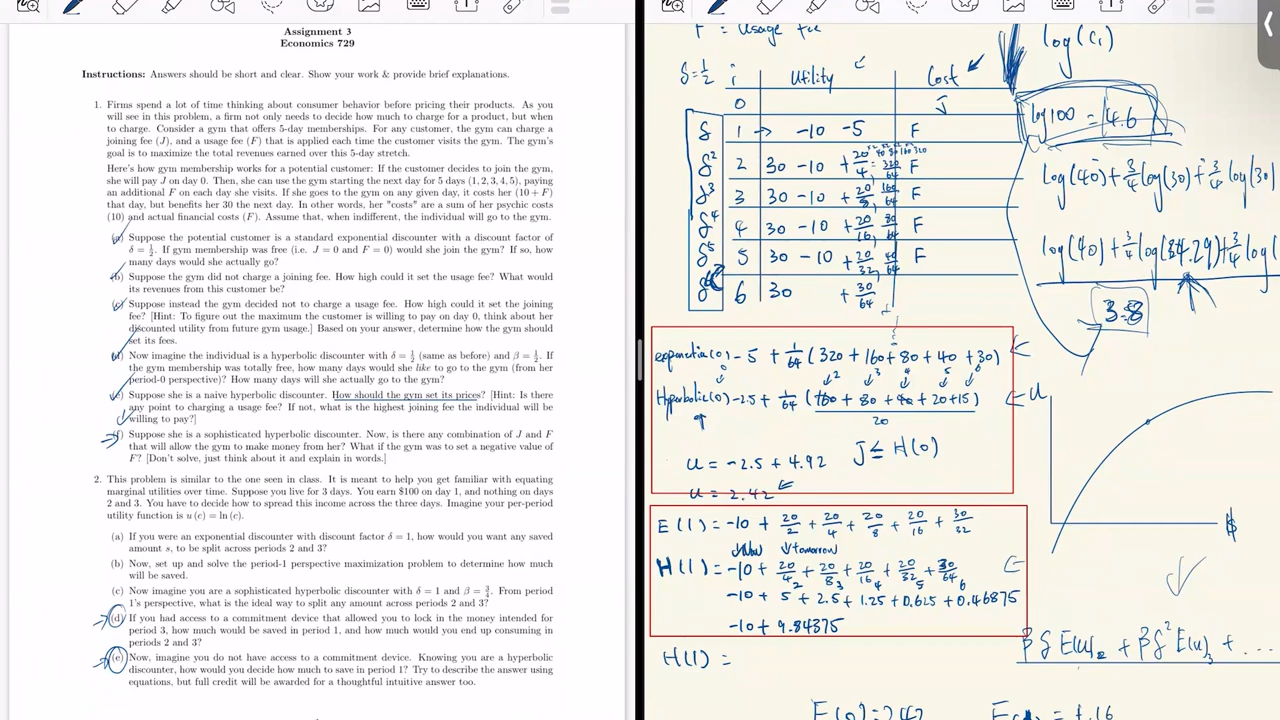 Assignment 3
Economics 729
Instructions: Answers should be short and clear. Show your work & provide brief explanations.
1. Firms spend a lot of time thinking about consumer behavior before pricing their products. As you
will see in this problem, a firm not only needs to decide how much to charge for a product, but when
to charge. Consider a gym that offers 5-day memberships. For any customer, the gym can charge a
joining fee (J), and a usage fee (F) that is applied each time the customer visits the gym. The gym's
goal is to maximize the total revenues earned over this 5-day stretch.
Here's how gym membership works for a potential customer: If the customer decides to join the gym,
she will pay J on day 0. Then, she can use the gym starting the next day for 5 days (1, 2, 3, 4, 5), paying
an additional F on each day she visits. If she goes to the gym on any given day, it costs her (10 + F)
that day, but benefits her 30 the next day. In other words, her "costs" are a sum of her psychic costs
(10) and actual financial costs (F). Assume that, when indifferent, the individual will go to the gym.
(a) Suppose the potential customer is a standard exponential discounter with a discount factor of
δ = 1/2. If gym membership was free (i.e. J = 0 and F = 0) would she join the gym? If so, how
many days would she actually go?
(b) Suppose the gym did not charge a joining fee. How high could it set the usage fee? What would
its revenues from this customer be?
(c) Suppose instead the gym decided not to charge a usage fee. How high could it set the joining
fee? [Hint: To figure out the maximum the customer is willing to pay on day 0, think about her
discounted utility from future gym usage.] Based on your answer, determine how the gym should
set its fees.
(d) Now imagine the individual is a hyperbolic discounter with δ = 1/2 (same as before) and β = 1/2. If
the gym membership was totally free, how many days would she like to go to the gym (from her
period-0 perspective)? How many days will she actually go to the gym?
(e) Suppose she is a naive hyperbolic discounter. How should the gym set its prices? [Hint: Is there
any point to charging a usage fee? If not, what is the highest joining fee the individual will be
willing to pay?]
(f) Suppose she is a sophisticated hyperbolic discounter. Now, is there any combination of J and F
that will allow the gym to make money from her? What if the gym was to set a negative value of
F? [Don't solve, just think about it and explain in words.]
2. This problem is similar to the one seen in class. It is meant to help you get familiar with equating
marginal utilities over time. Suppose you live for 3 days. You earn $100 on day 1, and nothing on days
2 and 3. You have to decide how to spread this income across the three days. Imagine your per-period
utility function is u (c) = ln (c).
(a) If you were an exponential discounter with discount factor δ = 1, how would you want any saved
amount s, to be split across periods 2 and 3?
(b) Now, set up and solve the period-1 perspective maximization problem to determine how much
will be saved.
(c) Now imagine you are a sophisticated hyperbolic discounter with δ = 1 and β = 3/4. From period
1's perspective, what is the ideal way to split any amount across periods 2 and 3?
(d) If you had access to a commitment device that allowed you to lock in the money intended for
period 3, how much would be saved in period 1, and how much would you end up consuming in
periods 2 and 3?
(e) Now, imagine you do not have access to a commitment device. Knowing you are a hyperbolic
discounter, how would you decide how much to save in period 1? Try to describe the answer using
equations, but full credit will be awarded for a thoughtful intuitive answer too.
F = Usage fee
δ = 1/2 i Utility Cost
0 J
δ 1 → -10 -5 F
δ² 2 30 -10 + 20/4 320/64 F
δ³ 3 30 -10 + 20/8 160/64 F
δ⁴ 4 30 -10 + 20/16 80/64 F
δ⁵ 5 30 -10 + 20/32 40/64 F
δ⁶ 6 30 + 30/64
exponential(0) -5 + 1/64 (320 + 160 + 80 + 40 + 30)
Hyperbolic(0) -2.5 + 1/64 (160 + 80 + 40 + 20 + 15)
20
u = -2.5 + 4.92 J ≤ H(0)
u = 2.42
E(1) = -10 + 20/2 + 20/4 + 20/8 + 20/16 + 30/32
↓Now ↓tomorrow
H(1) = -10 + 20/4 + 20/8 + 20/16 + 20/32 + 30/64
-10 + 5 + 2.5 + 1.25 + 0.625 + 0.46875
-10 + 9.84375
H(1) =
E(0) = 2.42
log(c₁)
log 100 = 4.6
log(40) + 3/4 log(30) + 3/4 log(30)
log(40) + 3/4 log(34.29) + 3/4 log(
3.8
u
$
βδ E(u)₂ + βδ² E(u)₃ + ...